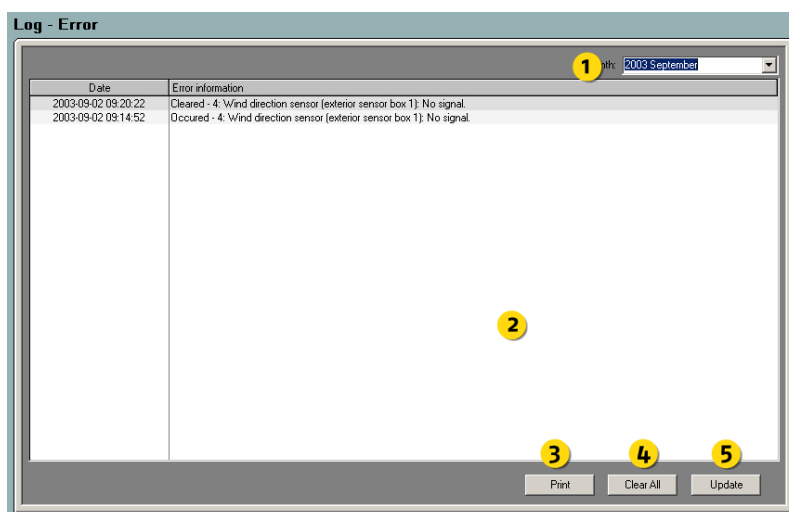 Log - Error
1 nth: 2003 September
Date Error information
2003-09-02 09:20:22 Cleared - 4: Wind direction sensor (exterior sensor box 1): No signal.
2003-09-02 09:14:52 Occured - 4: Wind direction sensor (exterior sensor box 1): No signal.
2
3 4 5
Print Clear All Update